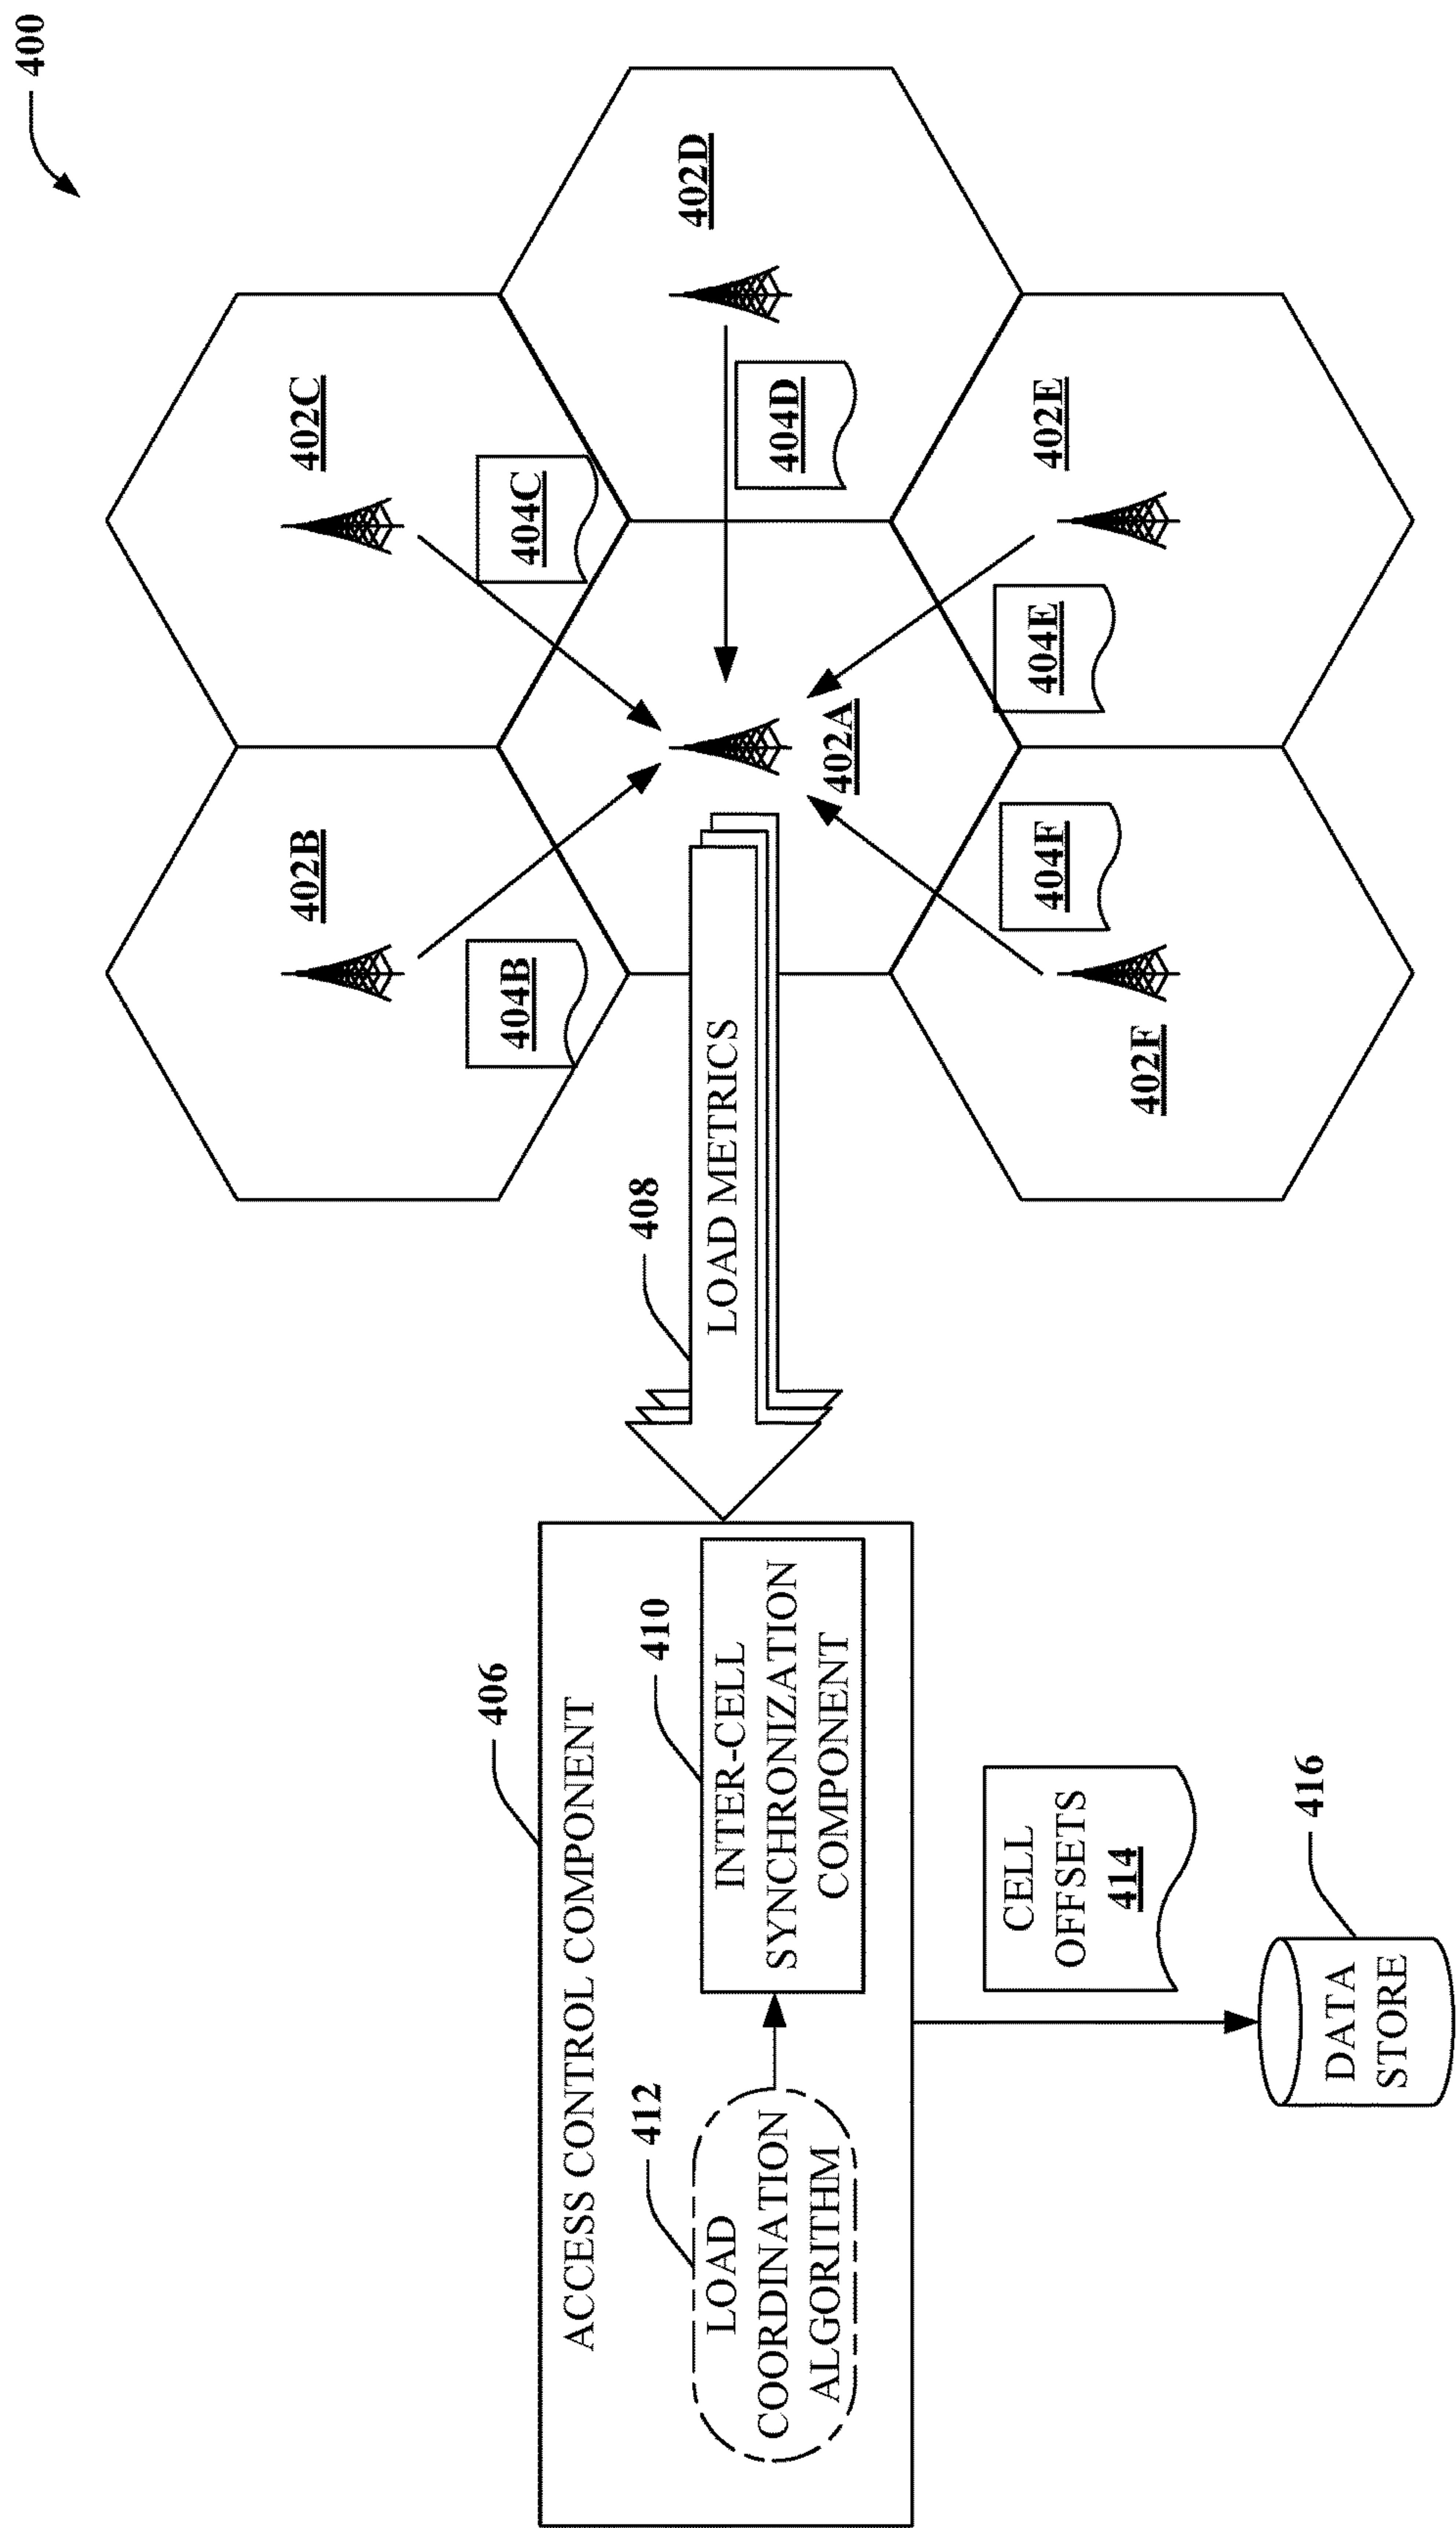 400
402B
402C
402D
402E
402F
402A
404B
404C
404D
404E
404F
408
LOAD METRICS
406
ACCESS CONTROL COMPONENT
410
INTER-CELL
SYNCHRONIZATION
COMPONENT
412
LOAD
COORDINATION
ALGORITHM
CELL
OFFSETS
414
416
DATA
STORE